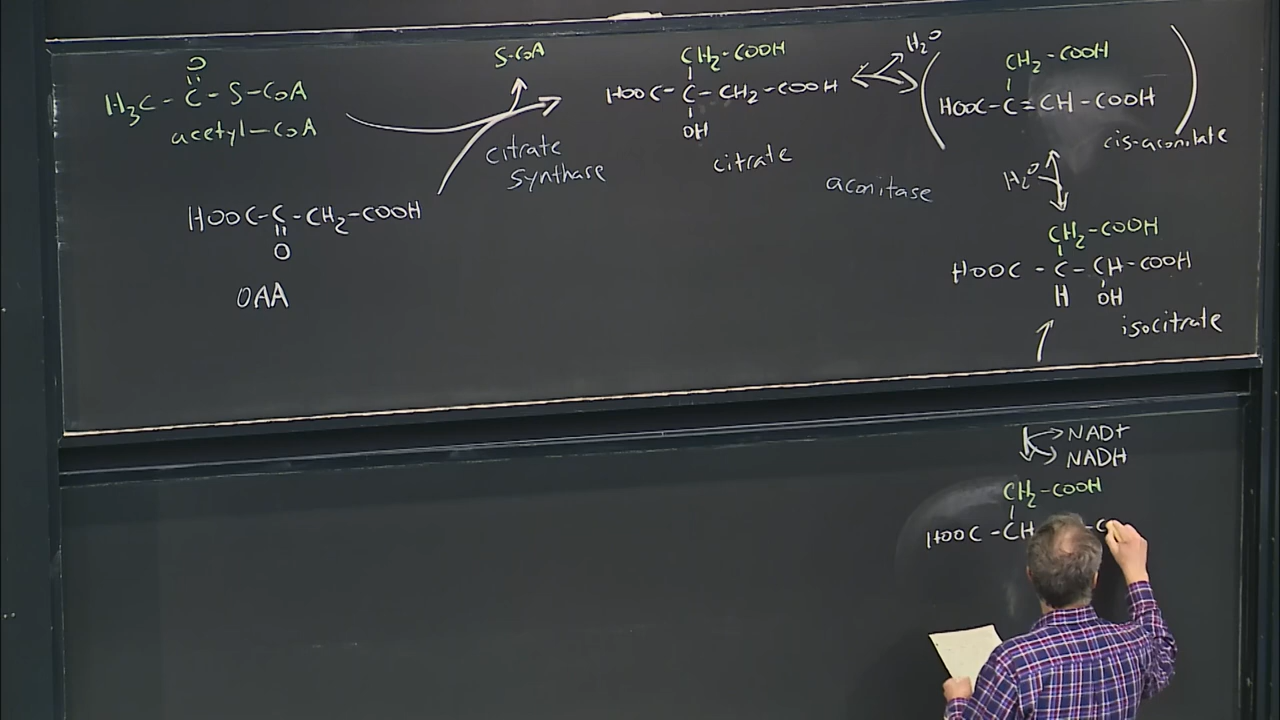 O
H3C - C - S - COA
acetyl-COA
HOOC - C - CH2 - COOH
O
OAA
S-COA
citrate
synthase
CH2-COOH
HOOC - C - CH2 - COOH
OH
citrate
H2O
aconitase
CH2-COOH
HOOC - C = CH - COOH
cis-aconitate
H2O
CH2-COOH
HOOC - C - CH - COOH
H OH
isocitrate
NAD+
NADH
CH2-COOH
HOOC - CH - C